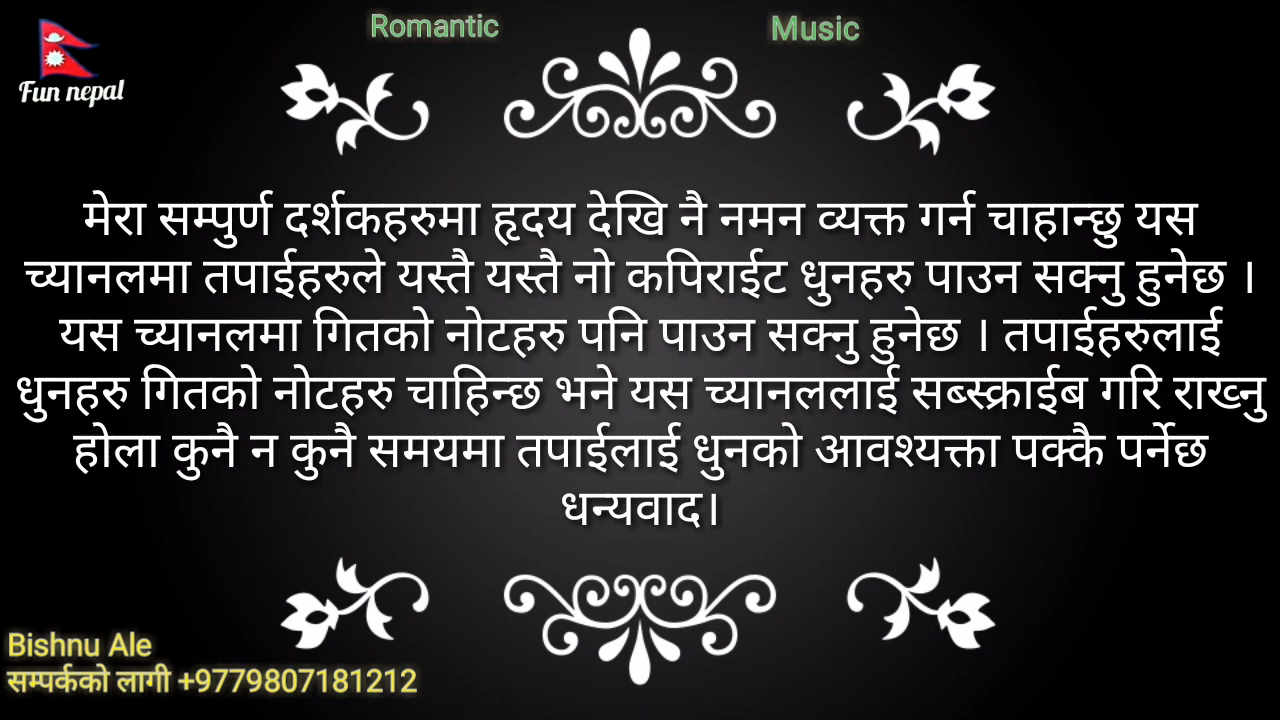 Romantic Music
Fun nepal
मेरा सम्पुर्ण दर्शकहरुमा हृदय देखि नै नमन व्यक्त गर्न चाहान्छु यस
च्यानलमा तपाईहरुले यस्तै यस्तै नो कपिराईट धुनहरु पाउन सक्नु हुनेछ ।
यस च्यानलमा गितको नोटहरु पनि पाउन सक्नु हुनेछ । तपाईहरुलाई
धुनहरु गितको नोटहरु चाहिन्छ भने यस च्यानललाई सब्स्क्राईब गरि राख्नु
होला कुनै न कुनै समयमा तपाईलाई धुनको आवश्यक्ता पक्कै पर्नेछ
धन्यवाद।
Bishnu Ale
सम्पर्कको लागी +9779807181212